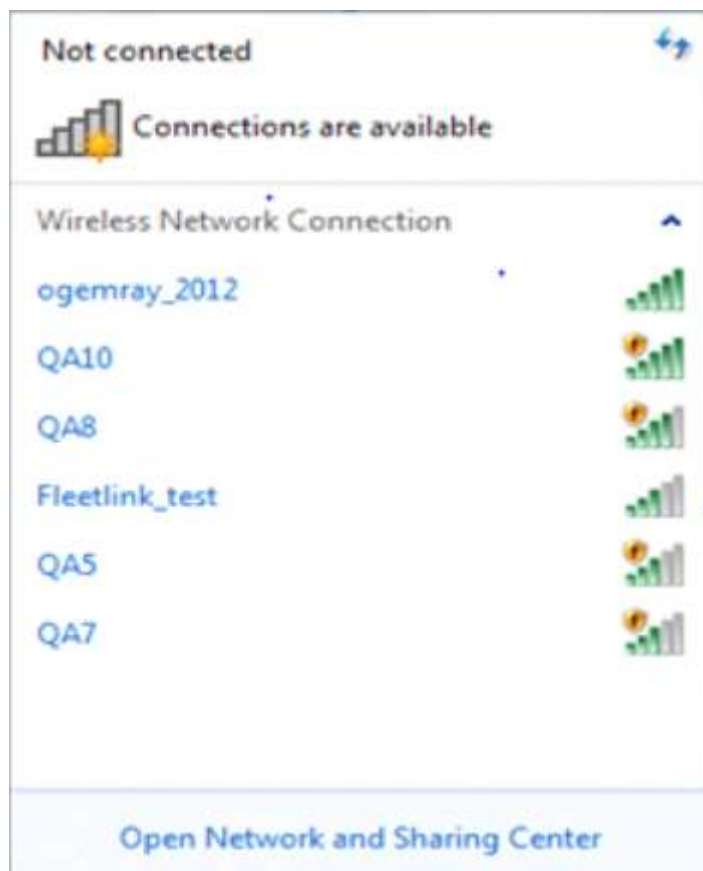 Not connected
Connections are available
Wireless Network Connection
ogemray_2012
QA10
QA8
Fleetlink_test
QA5
QA7
Open Network and Sharing Center